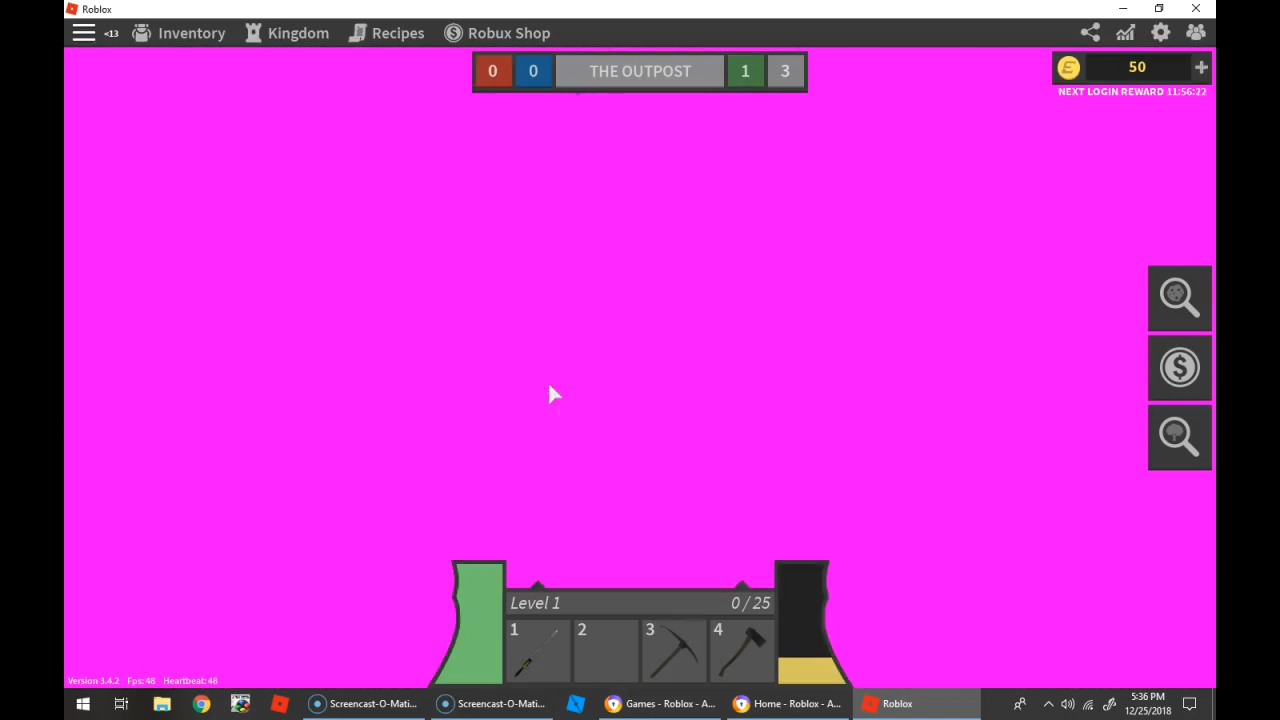 Roblox
<13 Inventory Kingdom Recipes Robux Shop
0 0 THE OUTPOST 1 3
50
NEXT LOGIN REWARD 11:56:22
Level 1 0 / 25
1 2 3 4
Version 3.4.2 Fps: 48 Heartbeat: 48
Screencast-O-Mati... Screencast-O-Mati... Games - Roblox - A... Home - Roblox - A... Roblox
5:36 PM
12/25/2018